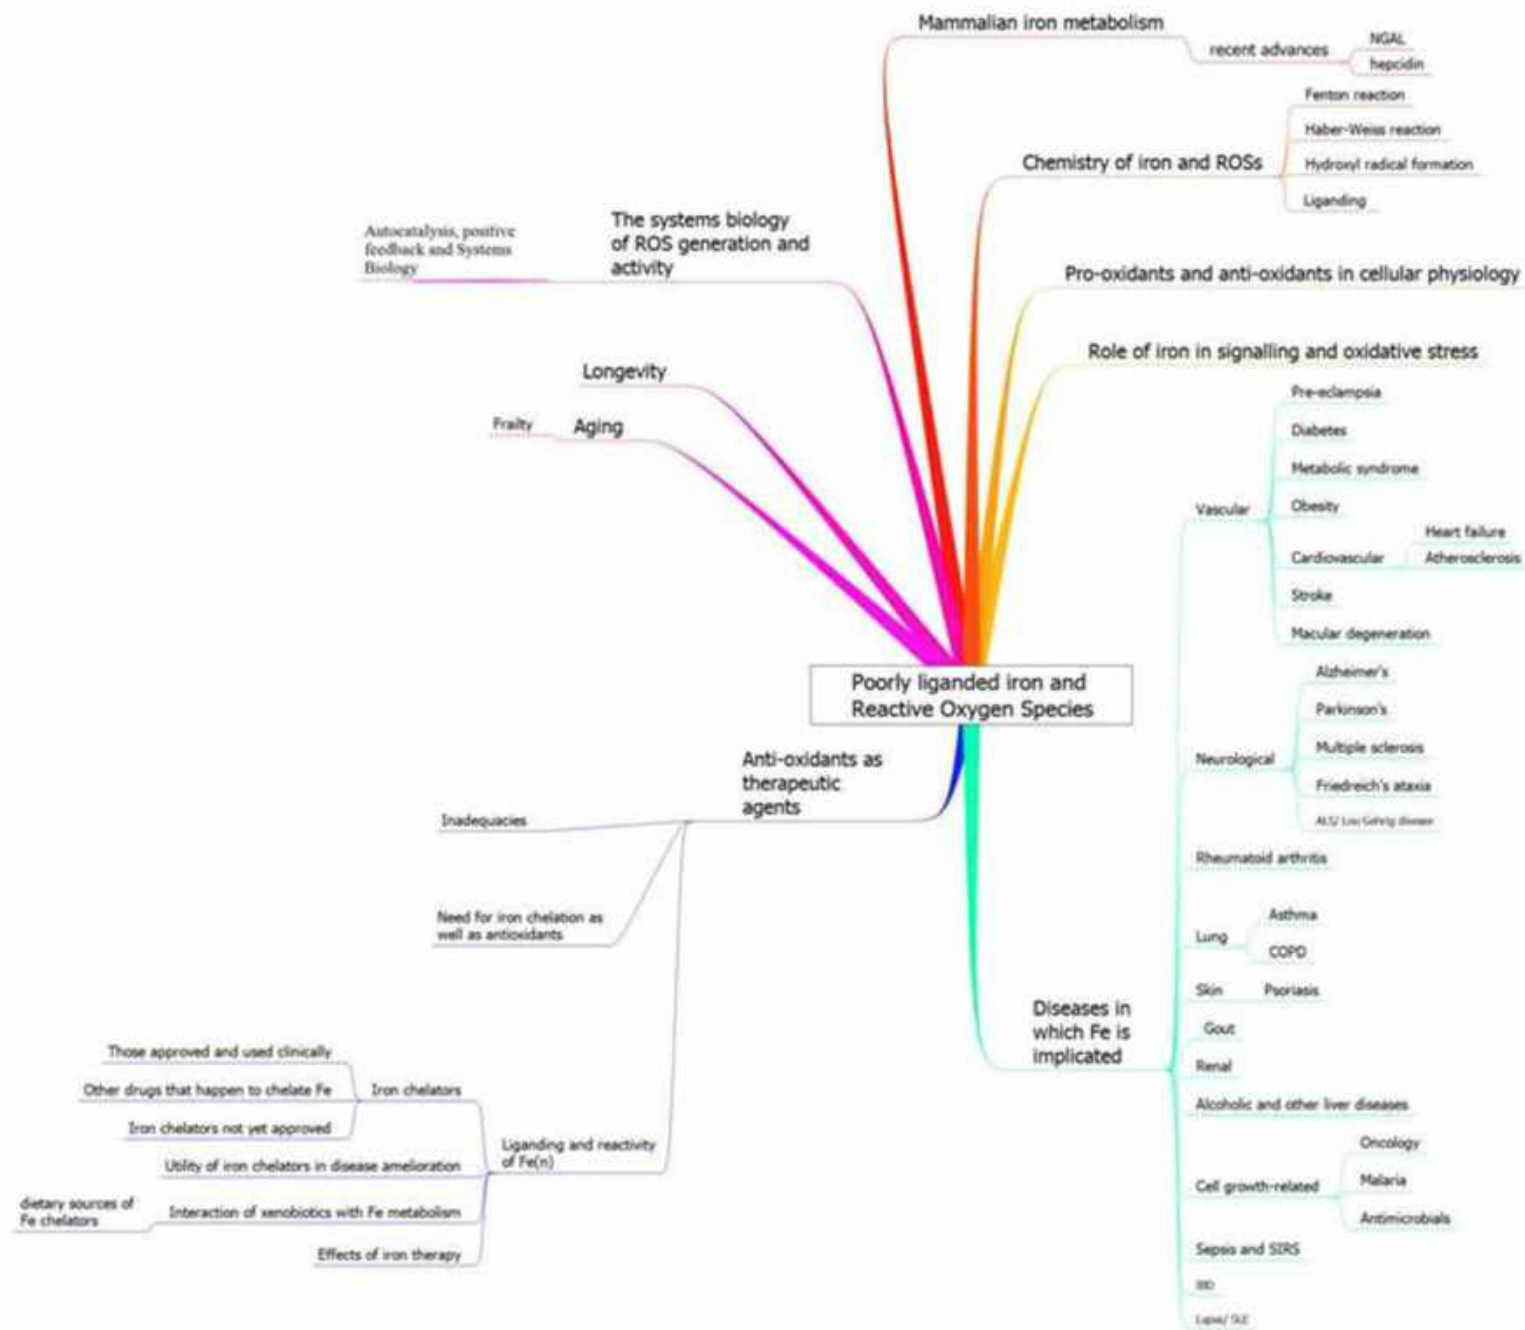 Mammalian iron metabolism
recent advances
NGAL
hepcidin
Chemistry of iron and ROSs
Fenton reaction
Haber-Weiss reaction
Hydroxyl radical formation
Liganding
Pro-oxidants and anti-oxidants in cellular physiology
Role of iron in signalling and oxidative stress
The systems biology
of ROS generation and
activity
Autocatalysis, positive
feedback and Systems
Biology
Longevity
Aging
Frailty
Poorly liganded iron and
Reactive Oxygen Species
Anti-oxidants as
therapeutic
agents
Inadequacies
Need for iron chelation as
well as antioxidants
Liganding and reactivity
of Fe(n)
Iron chelators
Those approved and used clinically
Other drugs that happen to chelate Fe
Iron chelators not yet approved
Utility of iron chelators in disease amelioration
Interaction of xenobiotics with Fe metabolism
dietary sources of
Fe chelators
Effects of iron therapy
Diseases in
which Fe is
implicated
Vascular
Pre-eclampsia
Diabetes
Metabolic syndrome
Obesity
Cardiovascular
Heart failure
Atherosclerosis
Stroke
Macular degeneration
Neurological
Alzheimer's
Parkinson's
Multiple sclerosis
Friedreich's ataxia
ALS/ Lou Gehrig disease
Rheumatoid arthritis
Lung
Asthma
COPD
Skin
Psoriasis
Gout
Renal
Alcoholic and other liver diseases
Cell growth-related
Oncology
Malaria
Antimicrobials
Sepsis and SIRS
IBD
Lupus/ SLE